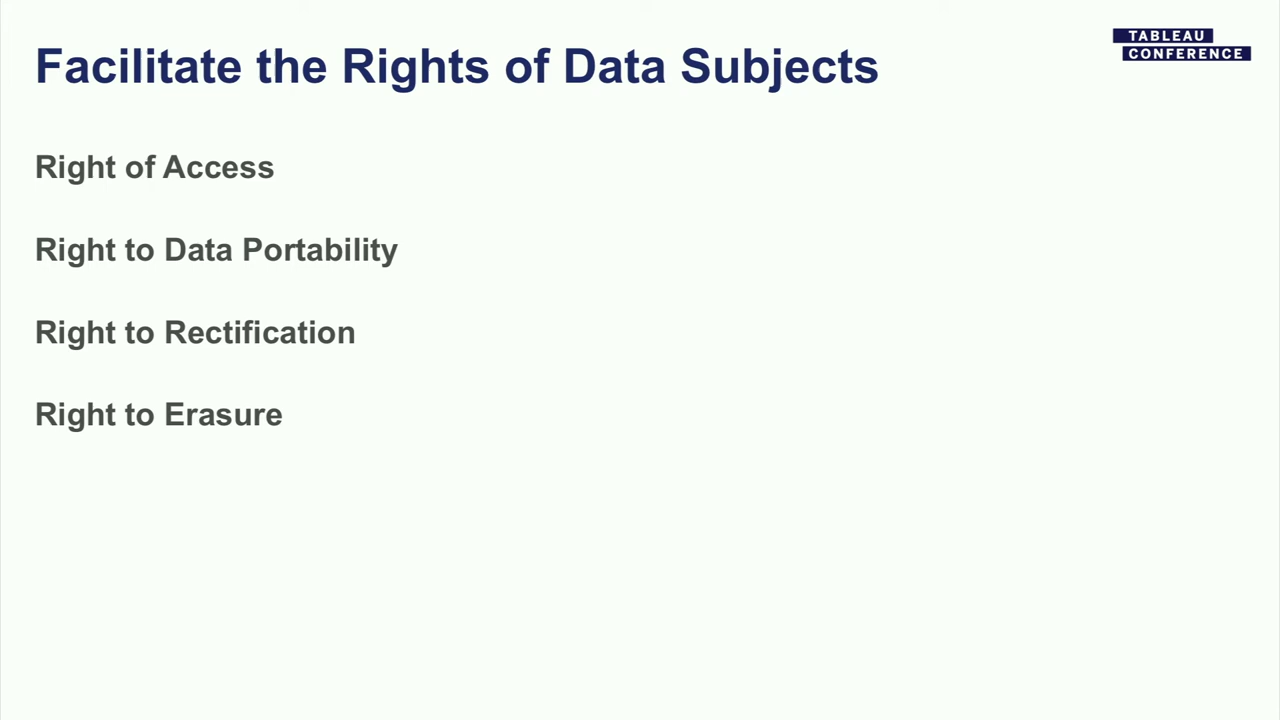 Facilitate the Rights of Data Subjects
TABLEAU
CONFERENCE
Right of Access
Right to Data Portability
Right to Rectification
Right to Erasure